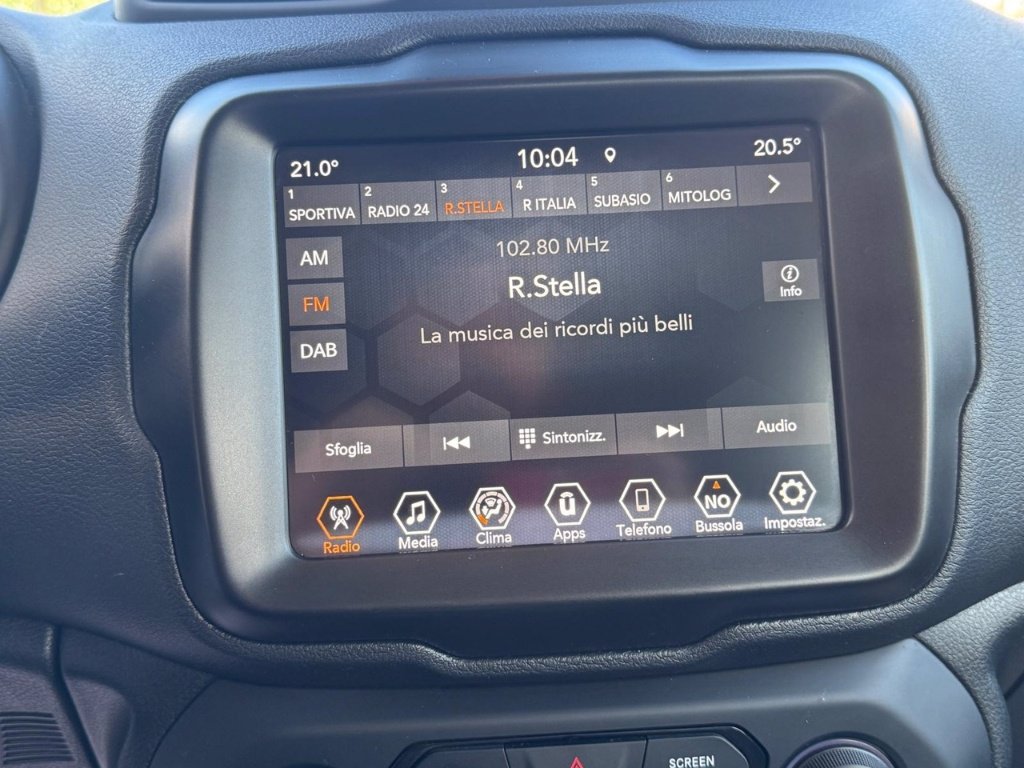 21.0° 10:04 20.5°
1 SPORTIVA 2 RADIO 24 3 R.STELLA 4 R ITALIA 5 SUBASIO 6 MITOLOG
102.80 MHz
AM
R.Stella
Info
FM
La musica dei ricordi più belli
DAB
Sfoglia Sintonizz. Audio
NO
Radio Media Clima Apps Telefono Bussola Impostaz.
SCREEN